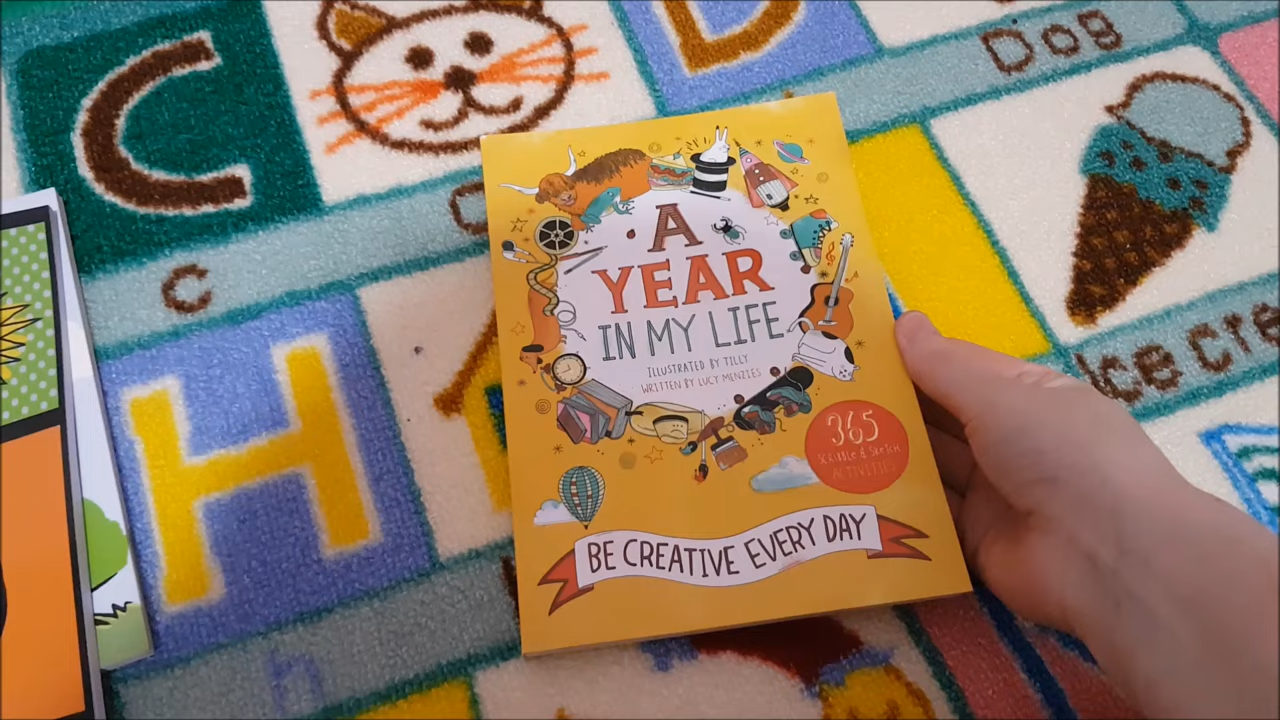 C
D
Dog
c
A
YEAR
IN MY LIFE
ILLUSTRATED BY TILLY
WRITTEN BY LUCY MENZIES
365
SCRIBBLE & SKETCH
ACTIVITIES
BE CREATIVE EVERY DAY
H
h
Ice cre